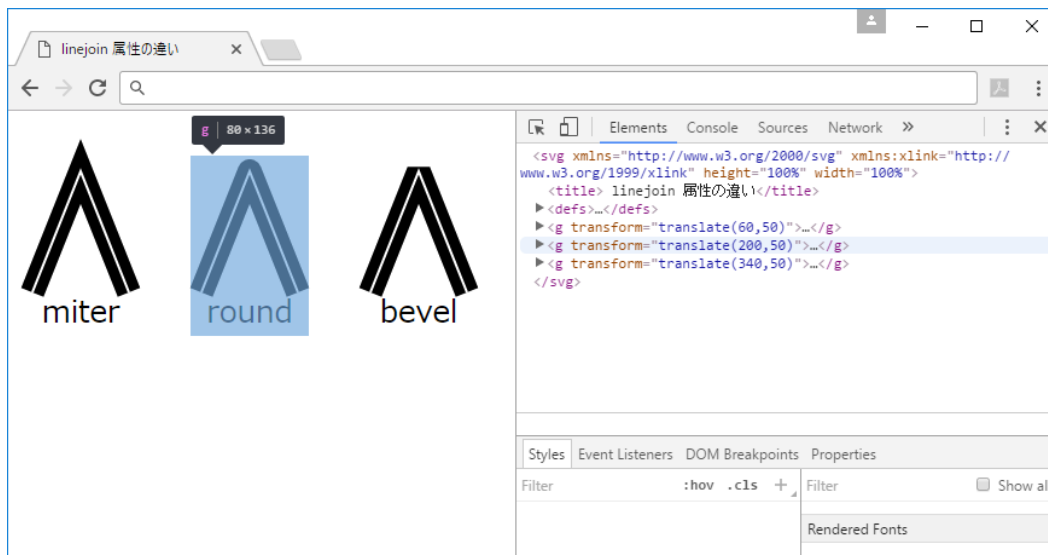 linejoin 属性の違い
g 80 × 136
miter
round
bevel
Elements Console Sources Network »
<svg xmlns="http://www.w3.org/2000/svg" xmlns:xlink="http://
www.w3.org/1999/xlink" height="100%" width="100%">
<title> linejoin 属性の違い</title>
▶<defs>…</defs>
▶<g transform="translate(60,50)">…</g>
▶<g transform="translate(200,50)">…</g>
▶<g transform="translate(340,50)">…</g>
</svg>
Styles Event Listeners DOM Breakpoints Properties
Filter :hov .cls + Filter Show al
Rendered Fonts